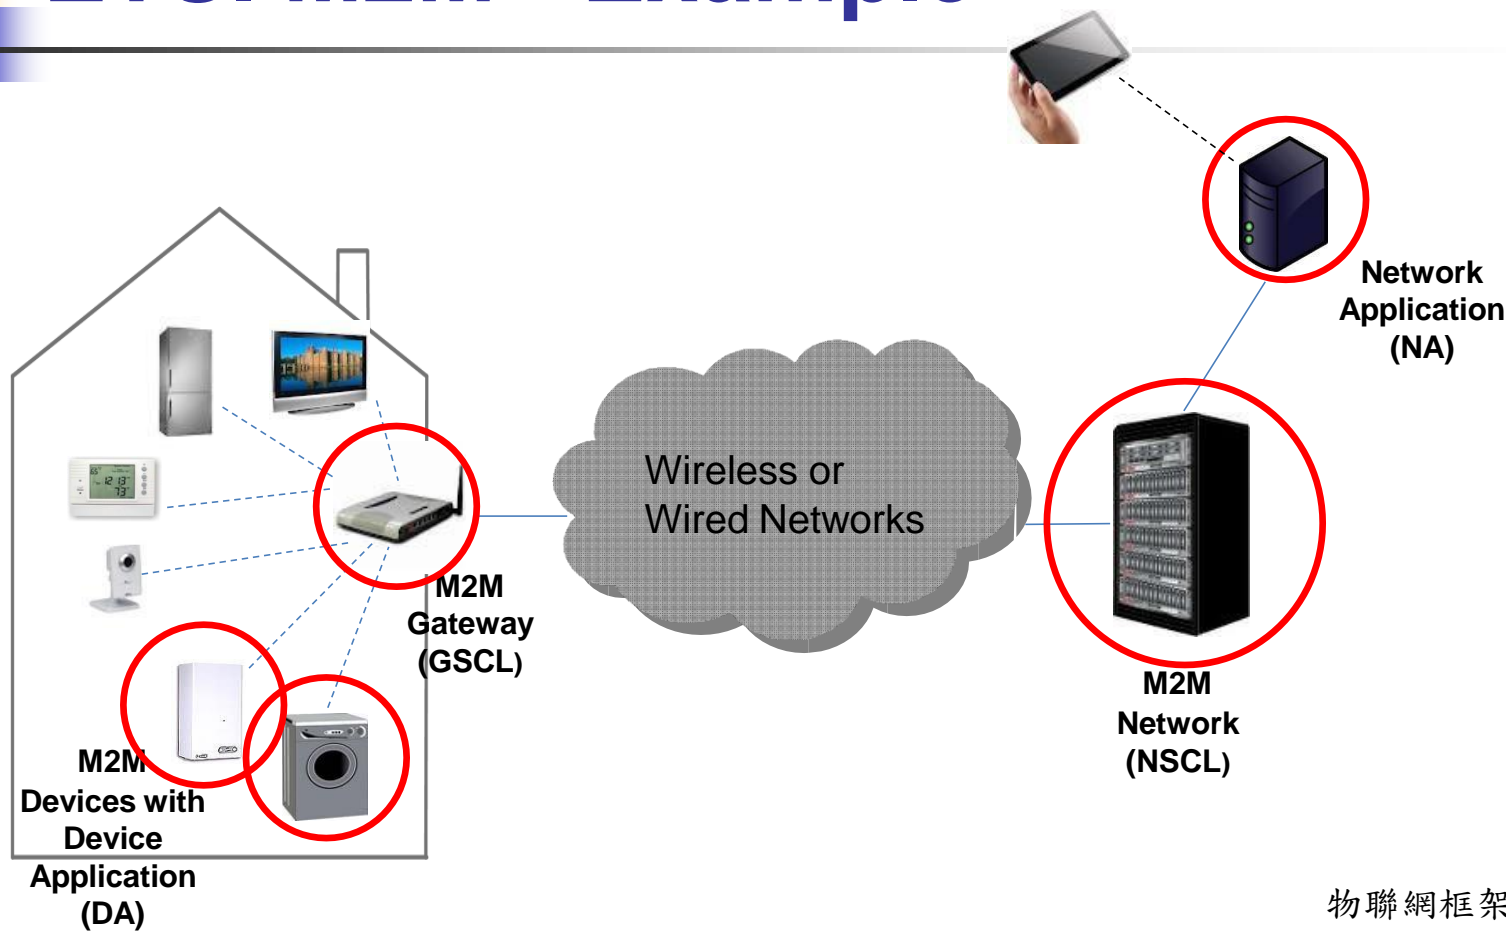 Wireless or
Wired Networks
Network
Application
(NA)
M2M
Gateway
(GSCL)
M2M
Network
(NSCL)
M2M
Devices with
Device
Application
(DA)
物聯網框架